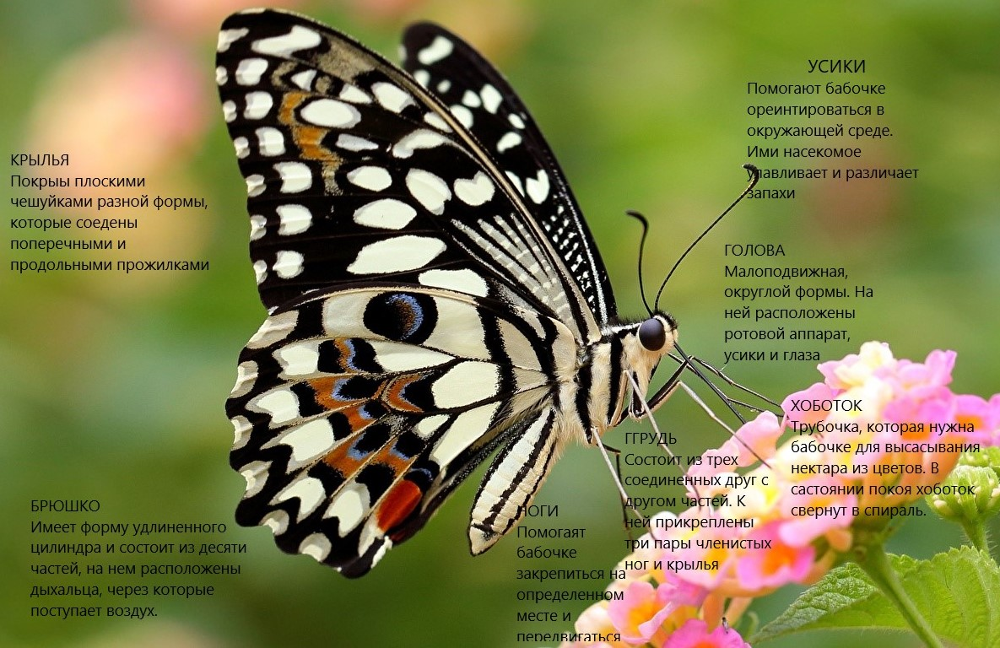 УСИКИ
Помогают бабочке
ореинтироваться в
окружающей среде.
Ими насекомое
улавливает и различает
запахи
КРЫЛЬЯ
Покрыы плоскими
чешуйками разной формы,
которые соедены
поперечными и
продольными прожилками
ГОЛОВА
Малоподвижная,
округлой формы. На
ней расположены
ротовой аппарат,
усики и глаза
ХОБОТОК
Трубочка, которая нужна
бабочке для высасывания
нектара из цветов. В
састоянии покоя хоботок
свернут в спираль.
ГГРУДЬ
Состоит из трех
соединенных друг с
другом частей. К
ней прикреплены
три пары членистых
ног и крылья
БРЮШКО
Имеет форму удлиненного
цилиндра и состоит из десяти
частей, на нем расположены
дыхальца, через которые
поступает воздух.
НОГИ
Помогаят
бабочке
закрепиться на
определенном
месте и
передвигаться